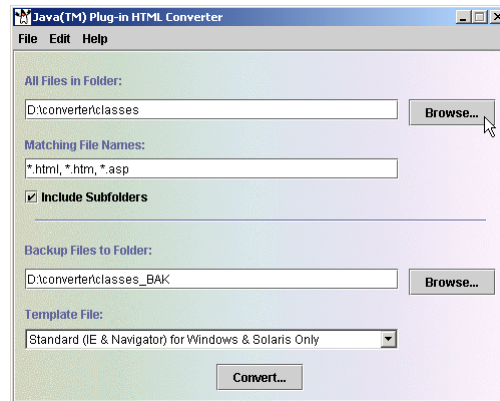 Java(TM) Plug-in HTML Converter
File Edit Help
All Files in Folder:
D:\converter\classes
Browse...
Matching File Names:
*.html, *.htm, *.asp
Include Subfolders
Backup Files to Folder:
D:\converter\classes_BAK
Browse...
Template File:
Standard (IE & Navigator) for Windows & Solaris Only
Convert...